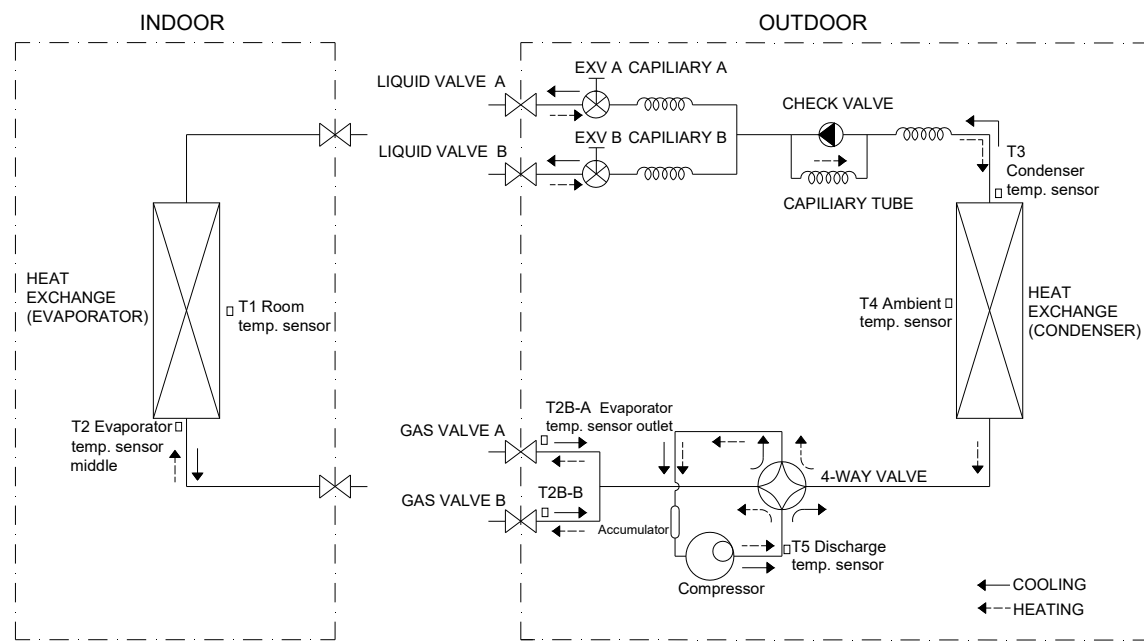 INDOOR
OUTDOOR
LIQUID VALVE A
EXV A CAPILIARY A
CHECK VALVE
LIQUID VALVE B
EXV B CAPILIARY B
T3
Condenser
temp. sensor
CAPILIARY TUBE
HEAT
EXCHANGE
(EVAPORATOR)
T1 Room
temp. sensor
T4 Ambient
temp. sensor
HEAT
EXCHANGE
(CONDENSER)
T2 Evaporator
temp. sensor
middle
GAS VALVE A
T2B-A Evaporator
temp. sensor outlet
4-WAY VALVE
GAS VALVE B
T2B-B
Accumulator
T5 Discharge
temp. sensor
Compressor
COOLING
HEATING